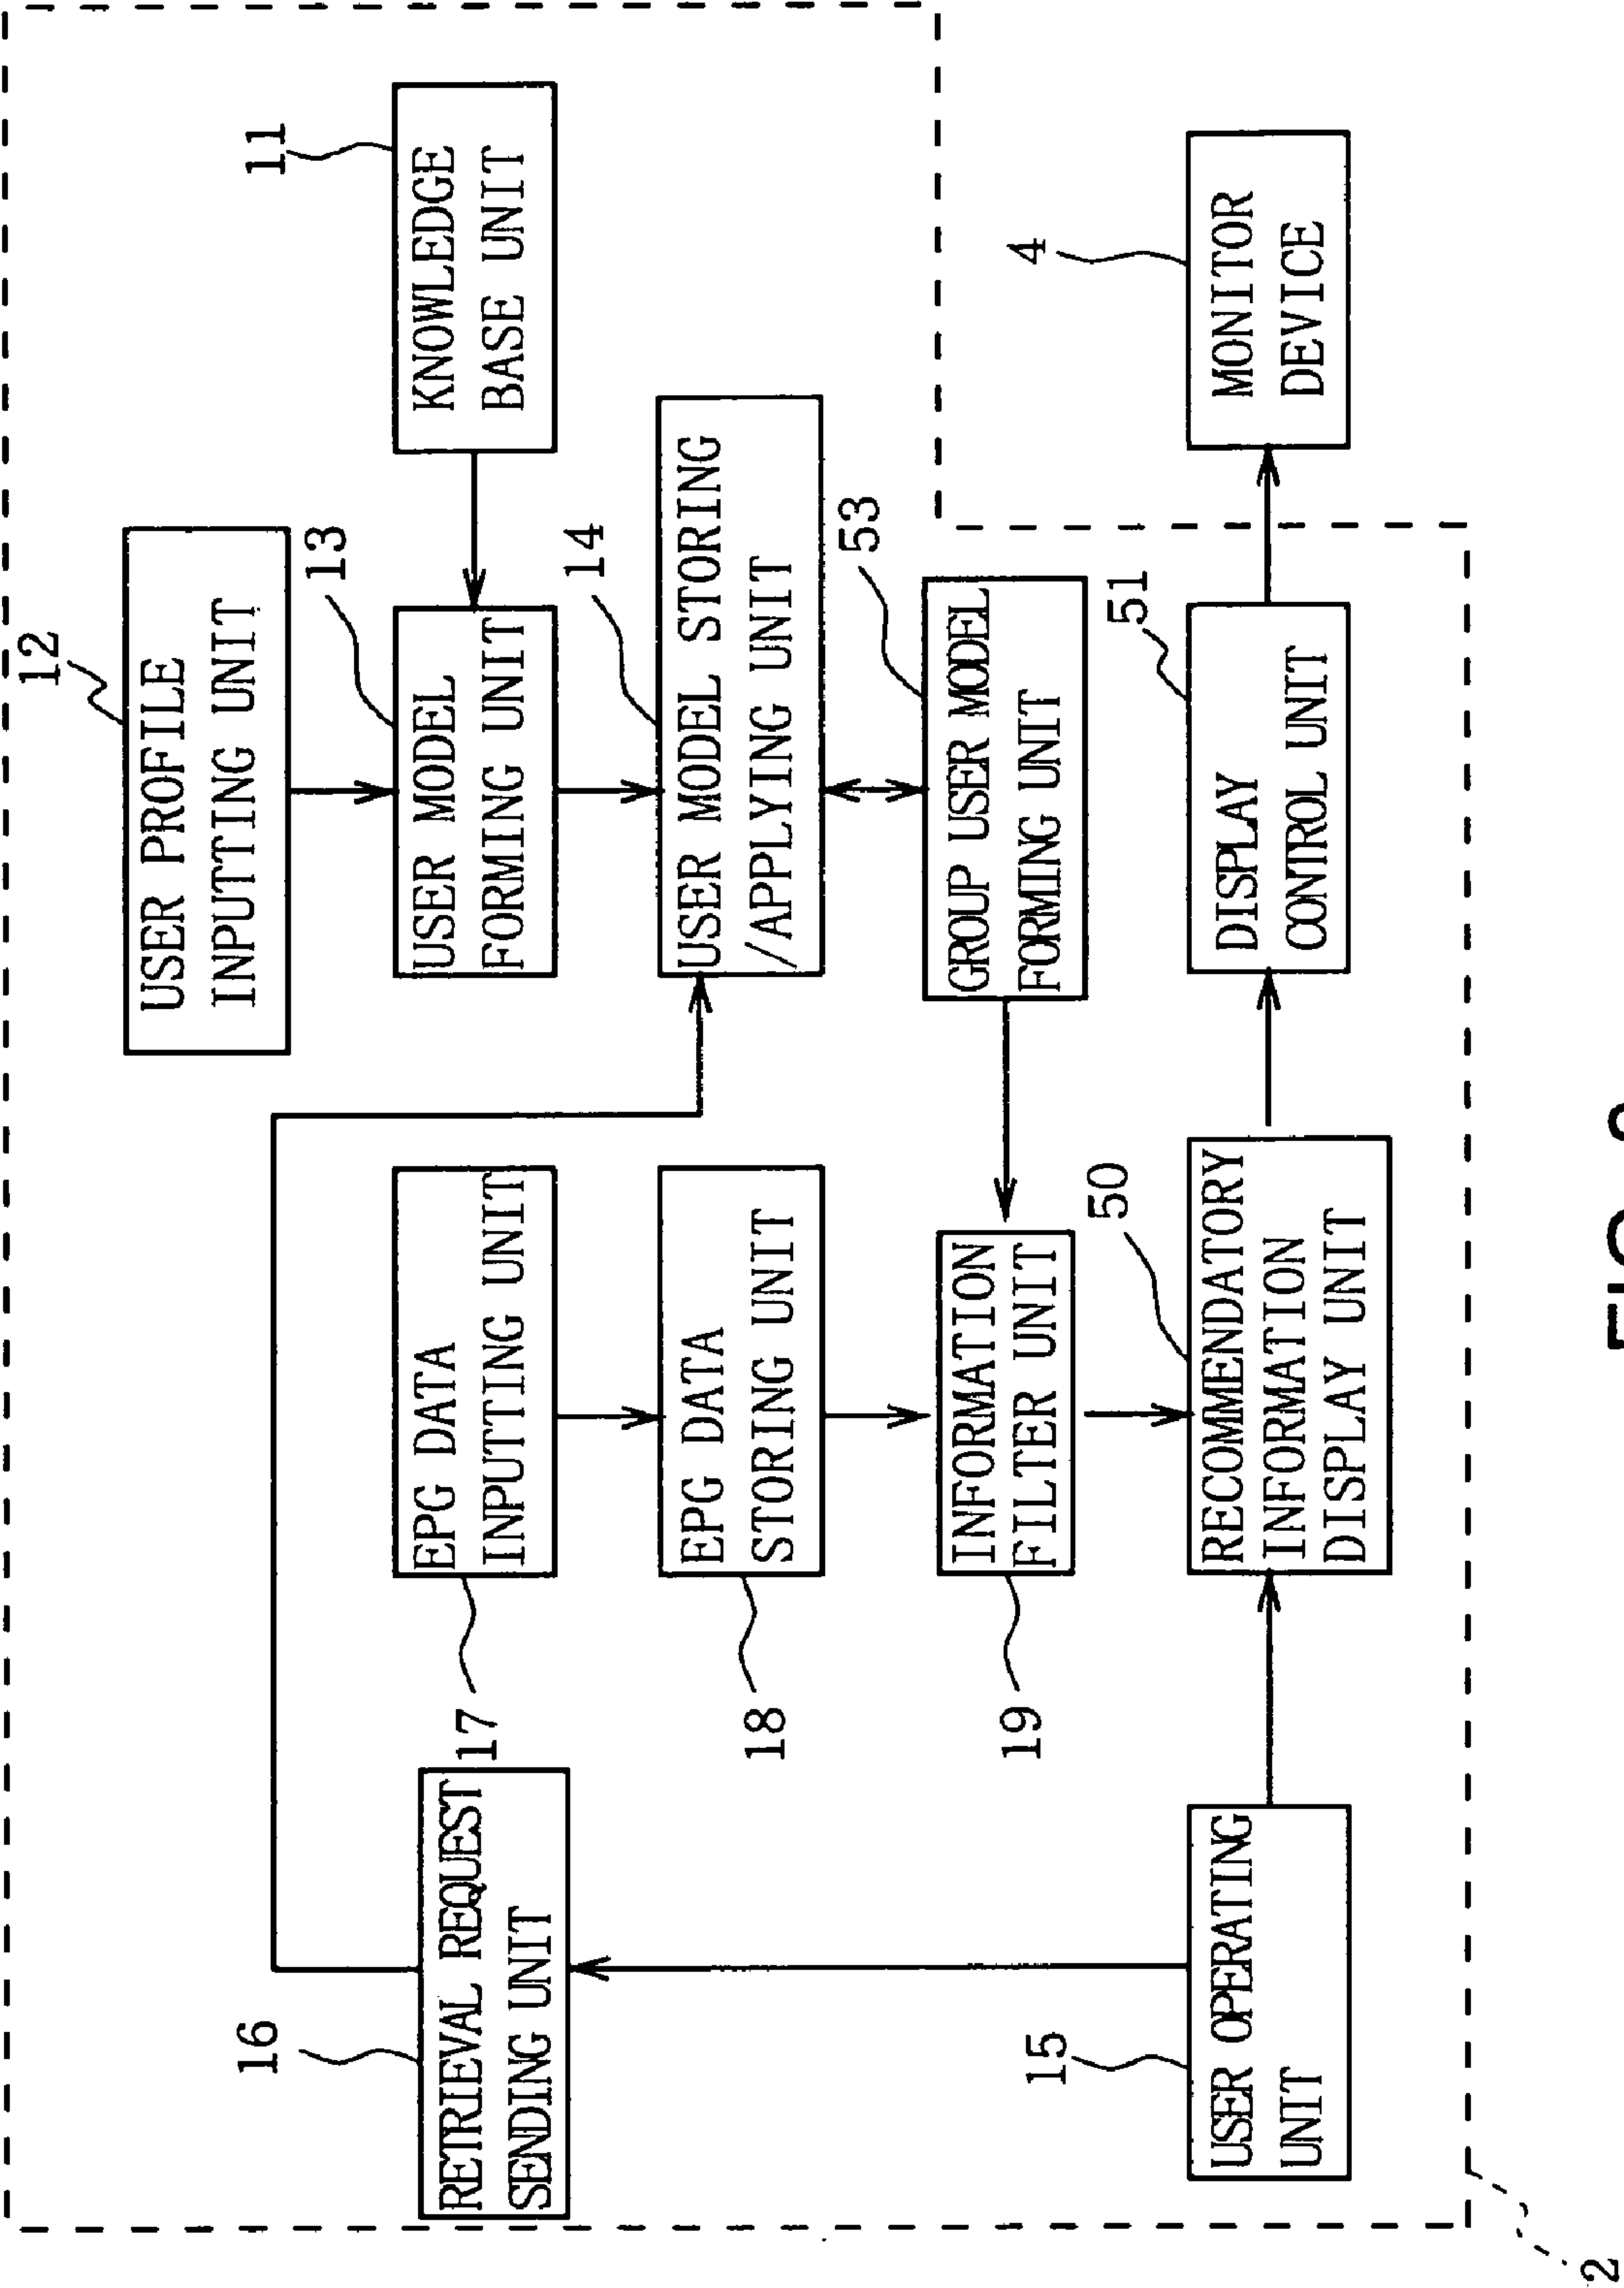 12
USER PROFILE
INPUTTING UNIT
16
RETRIEVAL REQUEST
SENDING UNIT
17
EPG DATA
INPUTTING UNIT
13
USER MODEL
FORMING UNIT
11
KNOWLEDGE
BASE UNIT
18
EPG DATA
STORING UNIT
14
USER MODEL STORING
/APPLYING UNIT
19
INFORMATION
FILTER UNIT
53
GROUP USER MODEL
FORMING UNIT
15
USER OPERATING
UNIT
50
RECOMMENDATORY
INFORMATION
DISPLAY UNIT
51
DISPLAY
CONTROL UNIT
4
MONITOR
DEVICE
2
FIG.